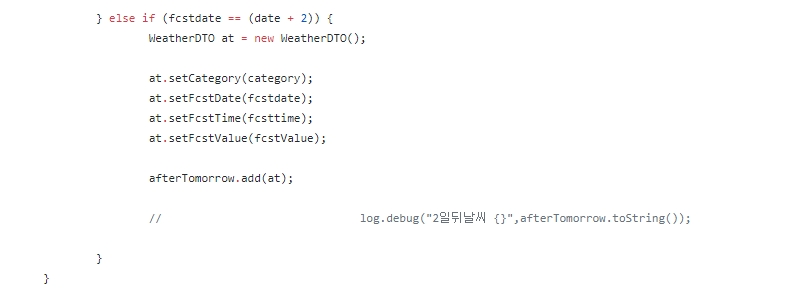 } else if (fcstdate == (date + 2)) {
WeatherDTO at = new WeatherDTO();
at.setCategory(category);
at.setFcstDate(fcstdate);
at.setFcstTime(fcsttime);
at.setFcstValue(fcstValue);
afterTomorrow.add(at);
// log.debug("2일뒤날씨 {}",afterTomorrow.toString());
}
}